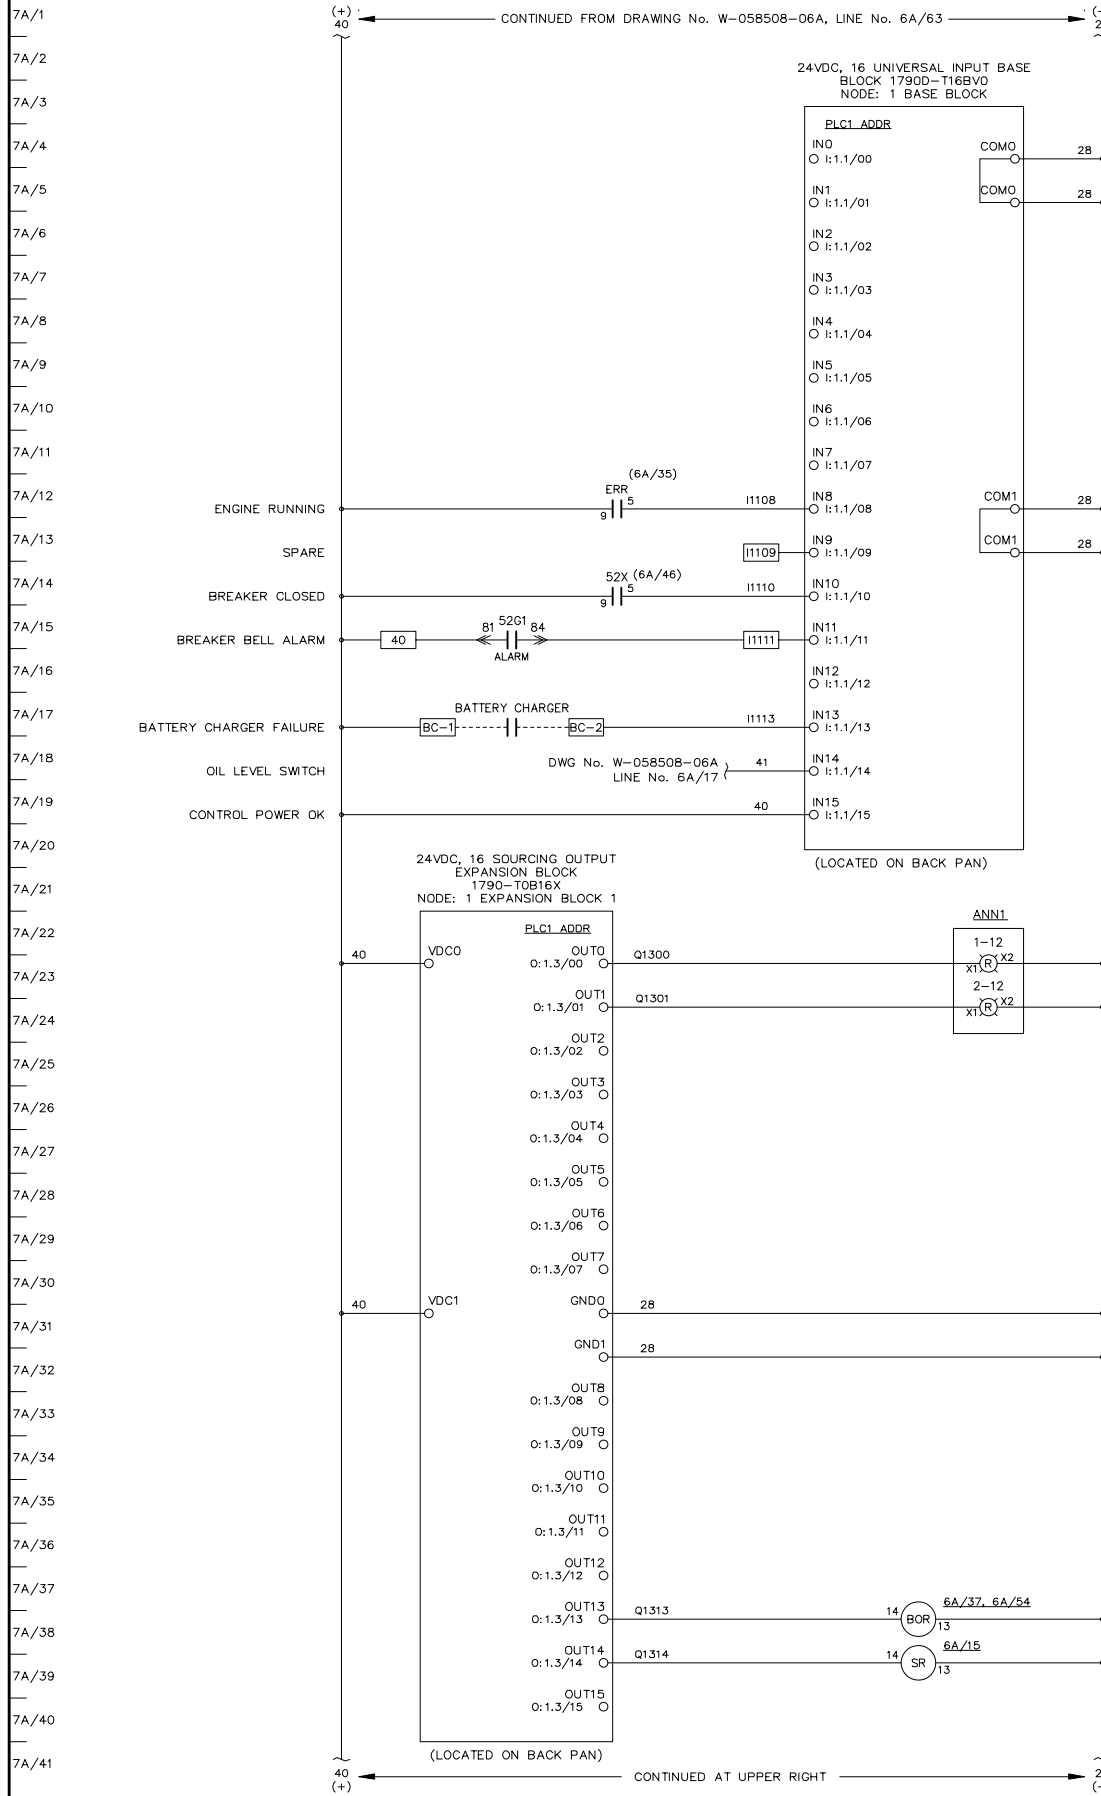 7A/1
(+)
40
CONTINUED FROM DRAWING No. W-058508-06A, LINE No. 6A/63
(-
2
7A/2
24VDC, 16 UNIVERSAL INPUT BASE
BLOCK 1790D-T16BV0
NODE: 1 BASE BLOCK
7A/3
PLC1 ADDR
7A/4
IN0
I:1.1/00
COM0
28
7A/5
IN1
I:1.1/01
COM0
28
7A/6
IN2
I:1.1/02
7A/7
IN3
I:1.1/03
7A/8
IN4
I:1.1/04
7A/9
IN5
I:1.1/05
7A/10
IN6
I:1.1/06
7A/11
IN7
I:1.1/07
7A/12
ENGINE RUNNING
(6A/35)
ERR
9
5
I1108
IN8
I:1.1/08
COM1
28
7A/13
SPARE
I1109
IN9
I:1.1/09
COM1
28
7A/14
BREAKER CLOSED
52X (6A/46)
9
5
I1110
IN10
I:1.1/10
7A/15
BREAKER BELL ALARM
40
81
52G1
84
ALARM
I1111
IN11
I:1.1/11
7A/16
IN12
I:1.1/12
7A/17
BATTERY CHARGER FAILURE
BATTERY CHARGER
BC-1
BC-2
I1113
IN13
I:1.1/13
7A/18
OIL LEVEL SWITCH
DWG No. W-058508-06A
LINE No. 6A/17
41
IN14
I:1.1/14
7A/19
CONTROL POWER OK
40
IN15
I:1.1/15
7A/20
(LOCATED ON BACK PAN)
24VDC, 16 SOURCING OUTPUT
EXPANSION BLOCK
1790-T0B16X
NODE: 1 EXPANSION BLOCK 1
7A/21
7A/22
PLC1 ADDR
ANN1
40
VDC0
OUT0
O:1.3/00
Q1300
1-12
X1
R
X2
7A/23
OUT1
O:1.3/01
Q1301
2-12
X1
R
X2
7A/24
OUT2
O:1.3/02
7A/25
OUT3
O:1.3/03
7A/26
OUT4
O:1.3/04
7A/27
OUT5
O:1.3/05
7A/28
OUT6
O:1.3/06
7A/29
OUT7
O:1.3/07
7A/30
40
VDC1
GND0
28
7A/31
GND1
28
7A/32
OUT8
O:1.3/08
7A/33
OUT9
O:1.3/09
7A/34
OUT10
O:1.3/10
7A/35
OUT11
O:1.3/11
7A/36
OUT12
O:1.3/12
7A/37
OUT13
O:1.3/13
Q1313
14
BOR
13
6A/37, 6A/54
7A/38
OUT14
O:1.3/14
Q1314
14
SR
13
6A/15
7A/39
OUT15
O:1.3/15
7A/40
(LOCATED ON BACK PAN)
7A/41
40
(+)
CONTINUED AT UPPER RIGHT
2
(-